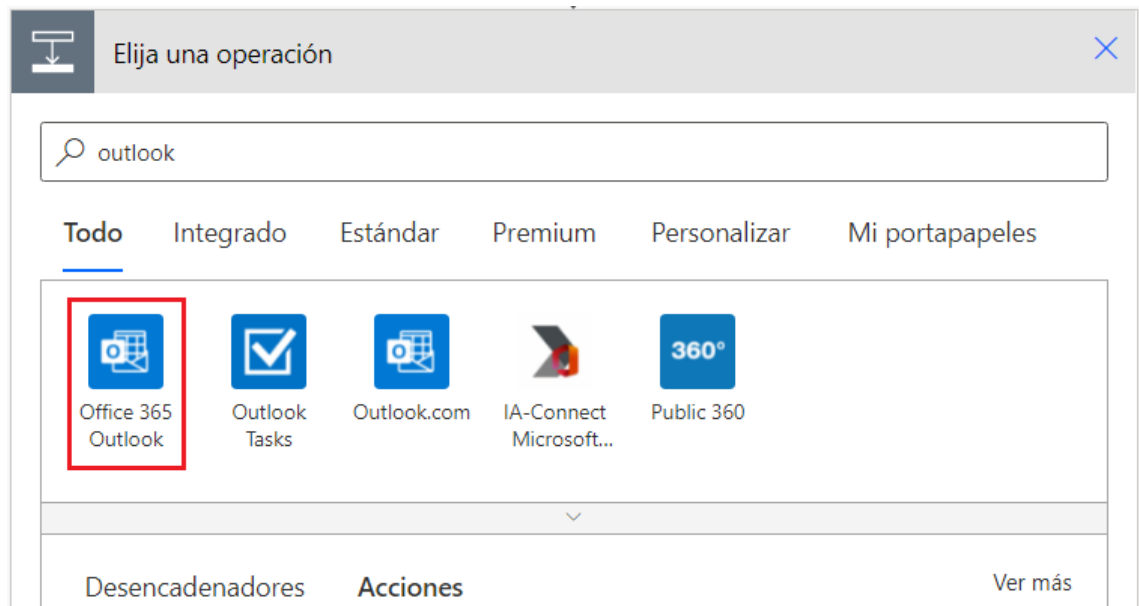 Elija una operación
outlook
Todo Integrado Estándar Premium Personalizar Mi portapapeles
360°
Office 365 Outlook Outlook.com IA-Connect Public 360
Outlook Tasks Microsoft...
Desencadenadores Acciones Ver más